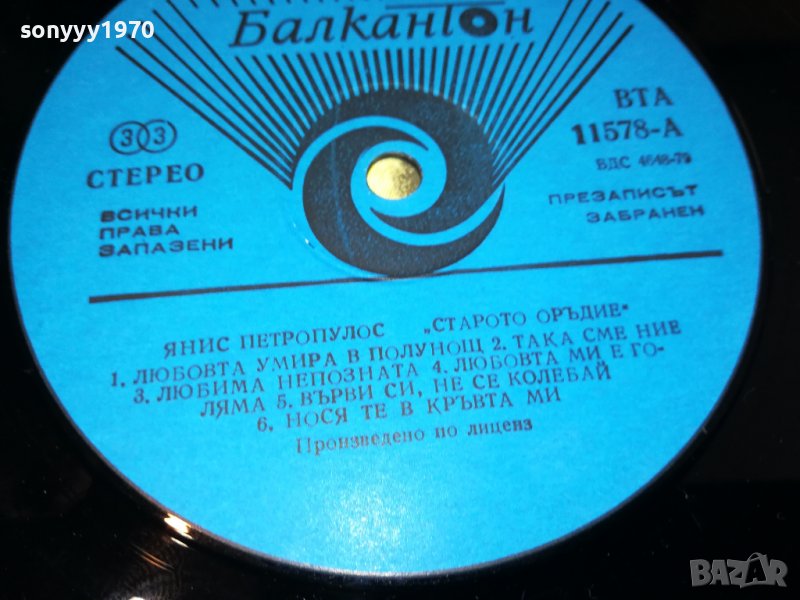 sonyyy1970
Балкантон
33
СТЕРЕО
ВСИЧКИ
ПРАВА
ЗАПАЗЕНИ
ВТА
11578-А
БДС 4648-79
ПРЕЗАПИСЪТ
ЗАБРАНЕН
ЯНИС ПЕТРОПУЛОС „СТАРОТО ОРЪДИЕ"
1. ЛЮБОВТА УМИРА В ПОЛУНОЩ 2. ТАКА СМЕ НИЕ
3. ЛЮБИМА НЕПОЗНАТА 4. ЛЮБОВТА МИ Е ГО-
ЛЯМА 5. ВЪРВИ СИ, НЕ СЕ КОЛЕБАЙ
6. НОСЯ ТЕ В КРЪВТА МИ
Произведено по лиценз
BAZAR